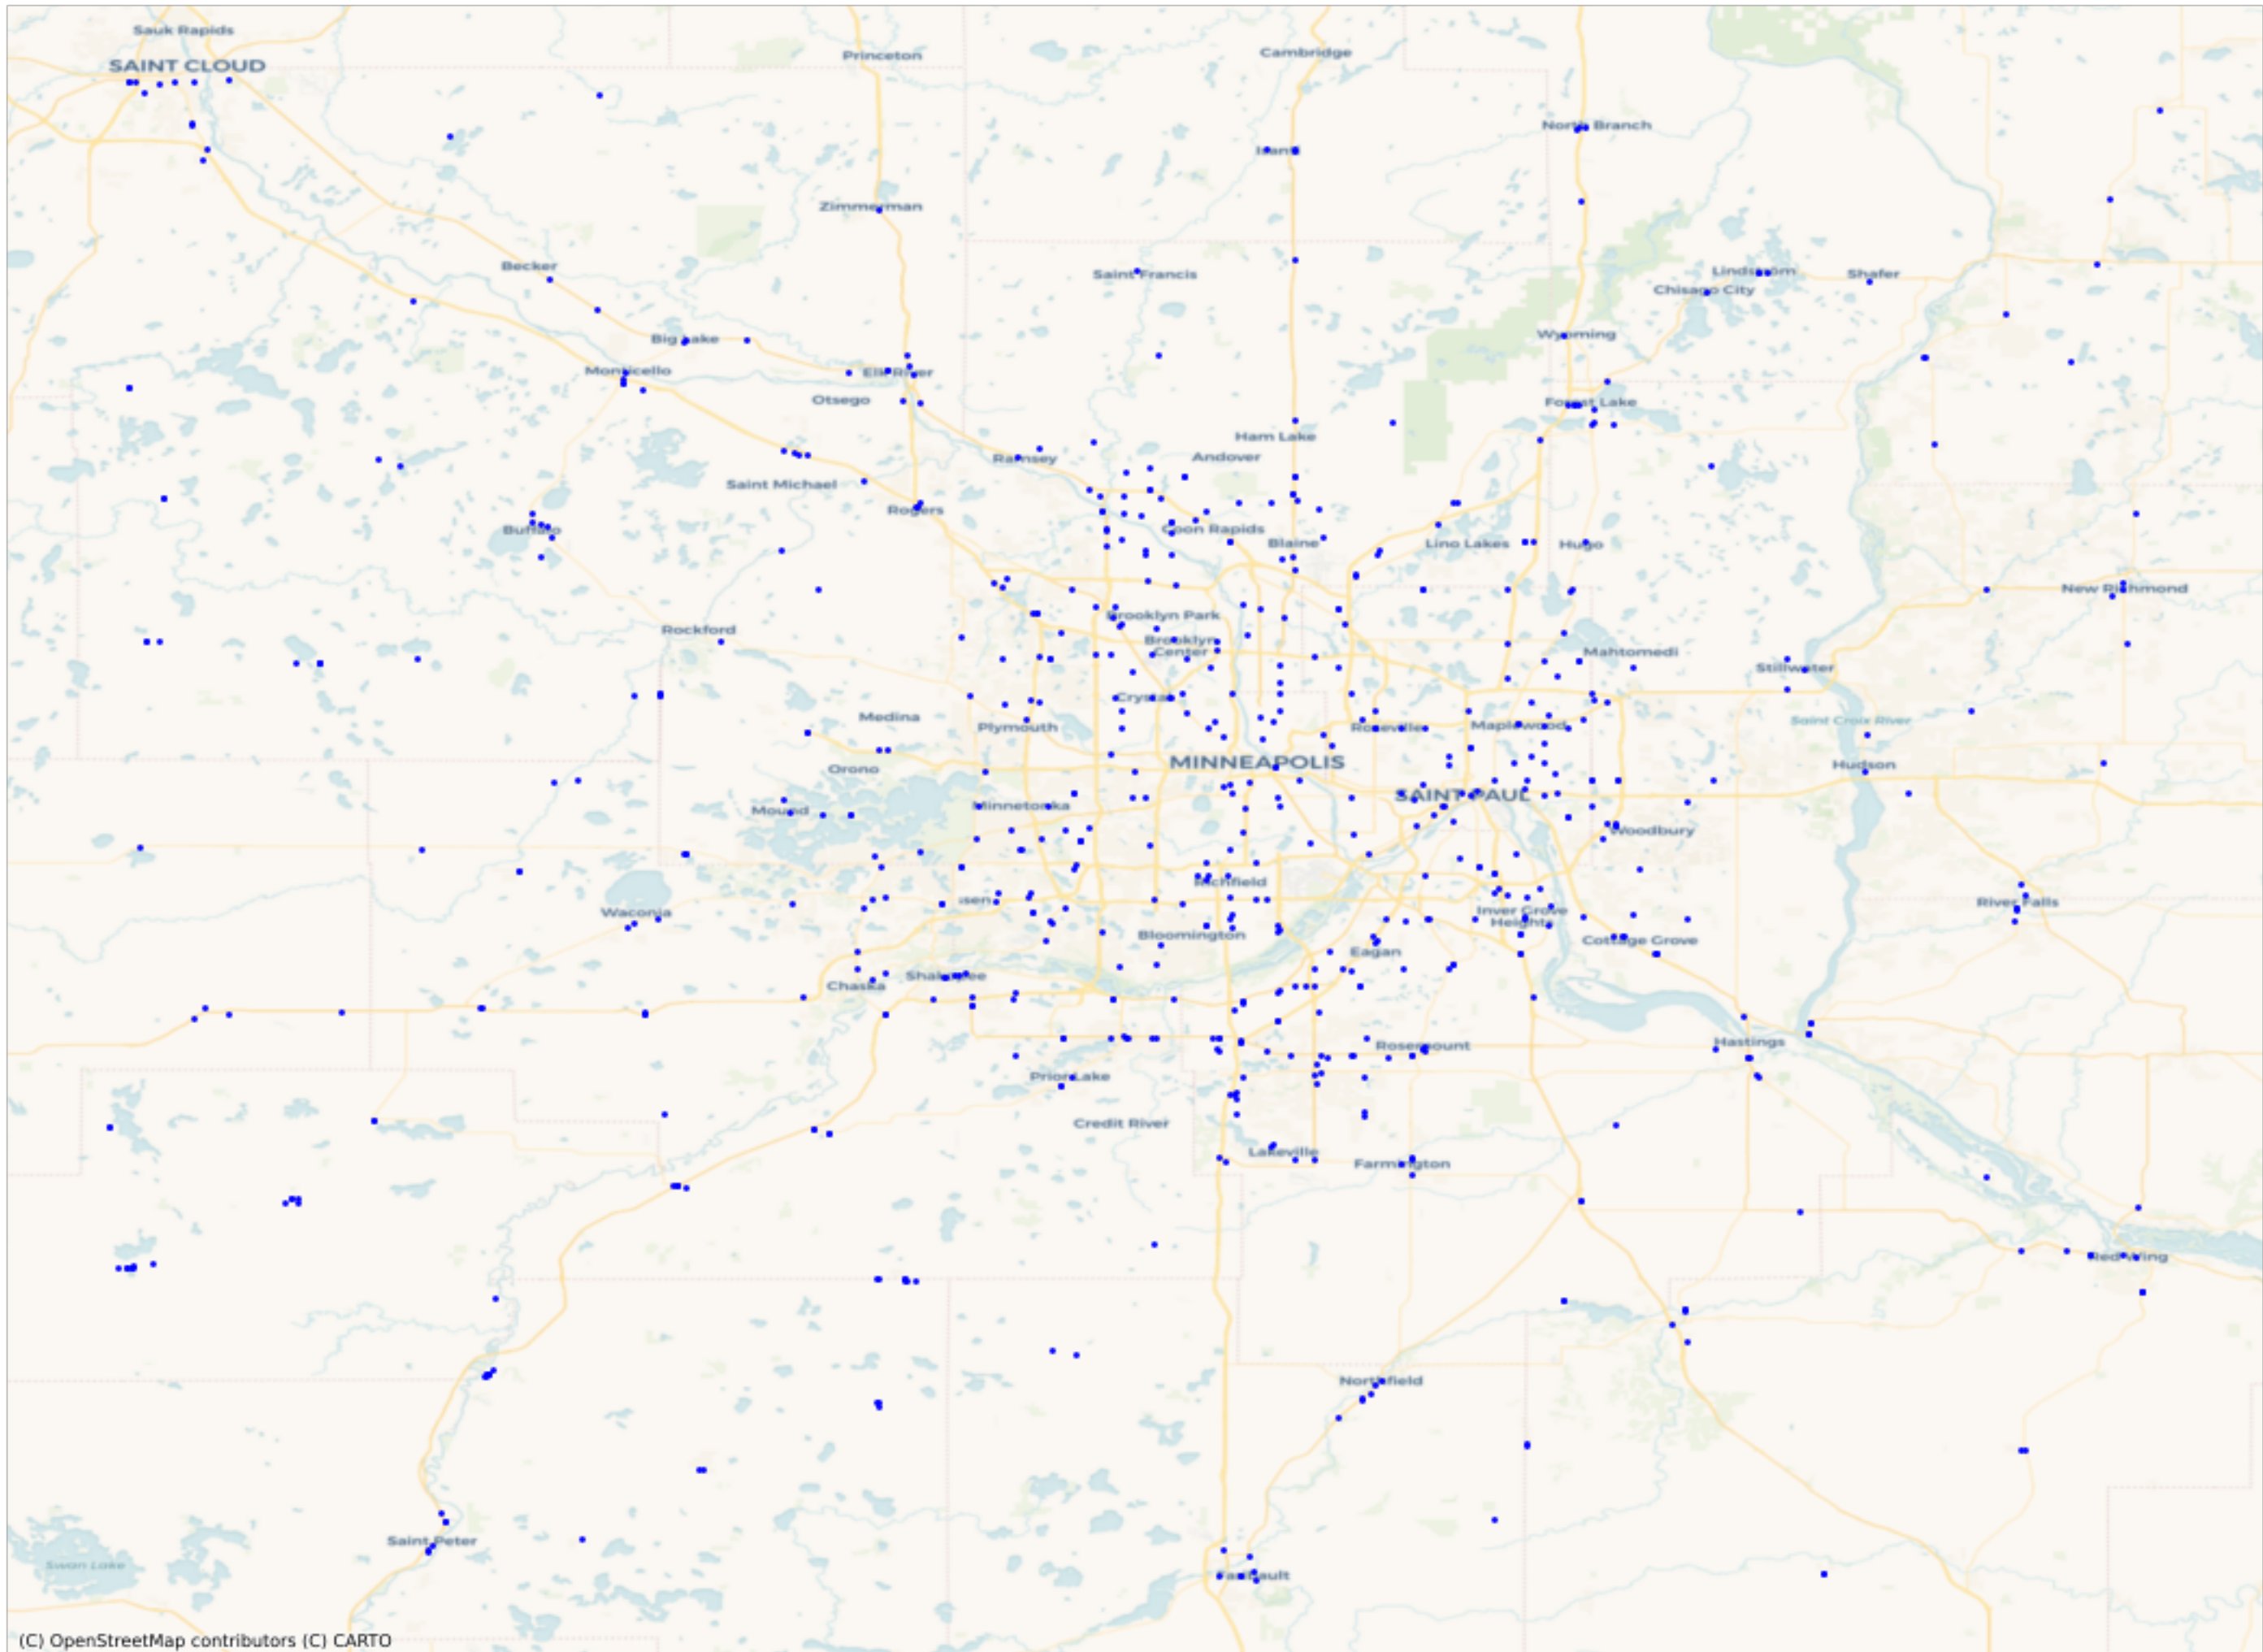 Sauk Rapids
SAINT CLOUD
Princeton
Cambridge
North Branch
Isanti
Zimmerman
Becker
Saint Francis
Lindstrom
Shafer
Chisago City
Big Lake
Wyoming
Monticello
Elk River
Otsego
Forest Lake
Ham Lake
Ramsey
Andover
Saint Michael
Rogers
Buffalo
Coon Rapids
Blaine
Lino Lakes
Hugo
New Richmond
Brooklyn Park
Rockford
Brooklyn
Center
Mahtomedi
Stillwater
Crystal
Medina
Plymouth
Roseville
Maplewood
Saint Croix River
MINNEAPOLIS
Orono
Hudson
Mound
Minnetonka
SAINT PAUL
Woodbury
Richfield
Waconia
isen
Inver Grove
Heights
River Falls
Bloomington
Cottage Grove
Eagan
Shakopee
Chaska
Rosemount
Hastings
Prior Lake
Credit River
Lakeville
Farmington
Red Wing
Northfield
Saint Peter
Swan Lake
Faribault
(C) OpenStreetMap contributors (C) CARTO